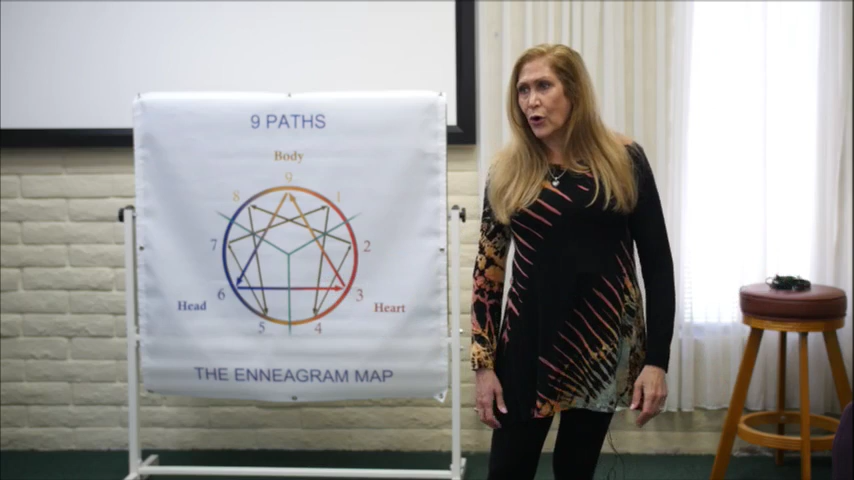 9 PATHS
Body
9
8 1
7 2
6 3
Head Heart
5 4
THE ENNEAGRAM MAP